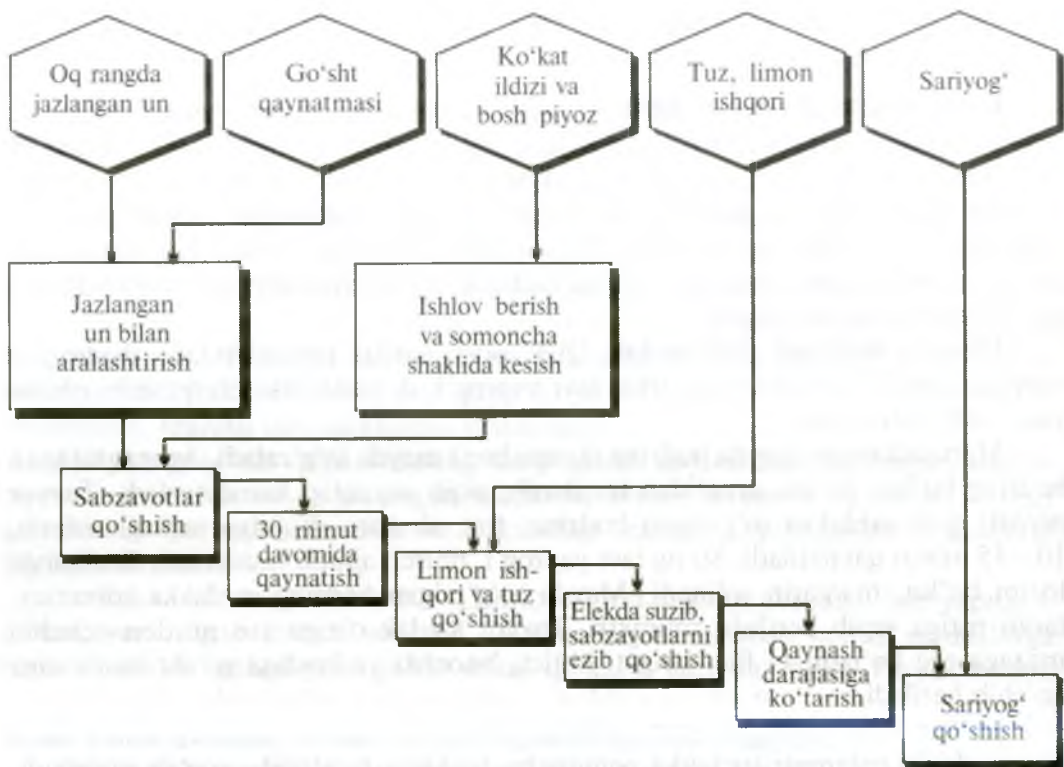 Oq rangda
jazlangan un
Go‘sht
qaynatmasi
Ko‘kat
ildizi va
bosh piyoz
Tuz, limon
ishqori
Sariyog‘
Jazlangan
un bilan
aralashtirish
Ishlov berish
va somoncha
shaklida kesish
Sabzavotlar
qo‘shish
30 minut
davomida
qaynatish
Limon ish-
qori va tuz
qo‘shish
Elekda suzib,
sabzavotlarni
ezib qo‘shish
Qaynash
darajasiga
ko‘tarish
Sariyog‘
qo‘shish